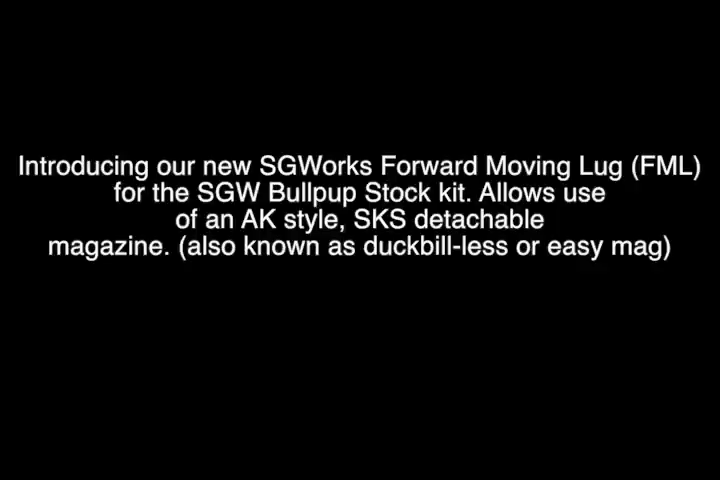 Introducing our new SGWorks Forward Moving Lug (FML)
for the SGW Bullpup Stock kit. Allows use
of an AK style, SKS detachable
magazine. (also known as duckbill-less or easy mag)